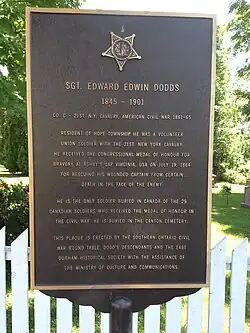 SGT. EDWARD EDWIN DODDS
1845 - 1901
CO. C - 21ST. N.Y. CAVALRY, AMERICAN CIVIL WAR 1861-65
RESIDENT OF HOPE TOWNSHIP HE WAS A VOLUNTEER
UNION SOLDIER WITH THE 21ST. NEW YORK CAVALRY.
HE RECEIVED THE CONGRESSIONAL MEDAL OF HONOUR FOR
BRAVERY AT ASHBY'S GAP VIRGINIA, USA ON JULY 19, 1864
FOR RESCUING HIS WOUNDED CAPTAIN FROM CERTAIN
DEATH IN THE FACE OF THE ENEMY.
HE IS THE ONLY SOLDIER BURIED IN CANADA OF THE 29
CANADIAN SOLDIERS WHO RECEIVED THE MEDAL OF HONOUR IN
THE CIVIL WAR. HE IS BURIED IN THE CANTON CEMETERY.
THIS PLAQUE IS ERECTED BY THE SOUTHERN ONTARIO CIVIL
WAR ROUND TABLE, DODD'S DESCENDANTS AND THE EAST
DURHAM HISTORICAL SOCIETY WITH THE ASSISTANCE OF
THE MINISTRY OF CULTURE AND COMMUNICATIONS.